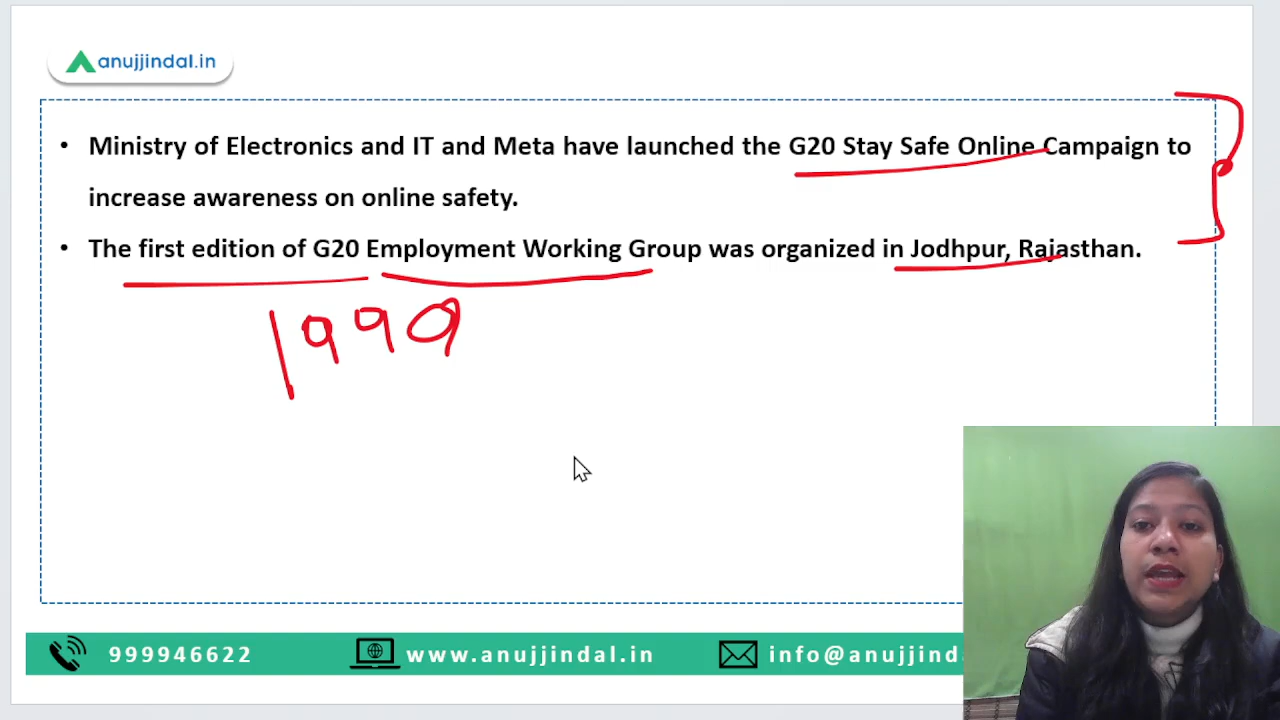 anujjindal.in
• Ministry of Electronics and IT and Meta have launched the G20 Stay Safe Online Campaign to
increase awareness on online safety.
• The first edition of G20 Employment Working Group was organized in Jodhpur, Rajasthan.
1999
999946622 www.anujjindal.in info@anujjinda